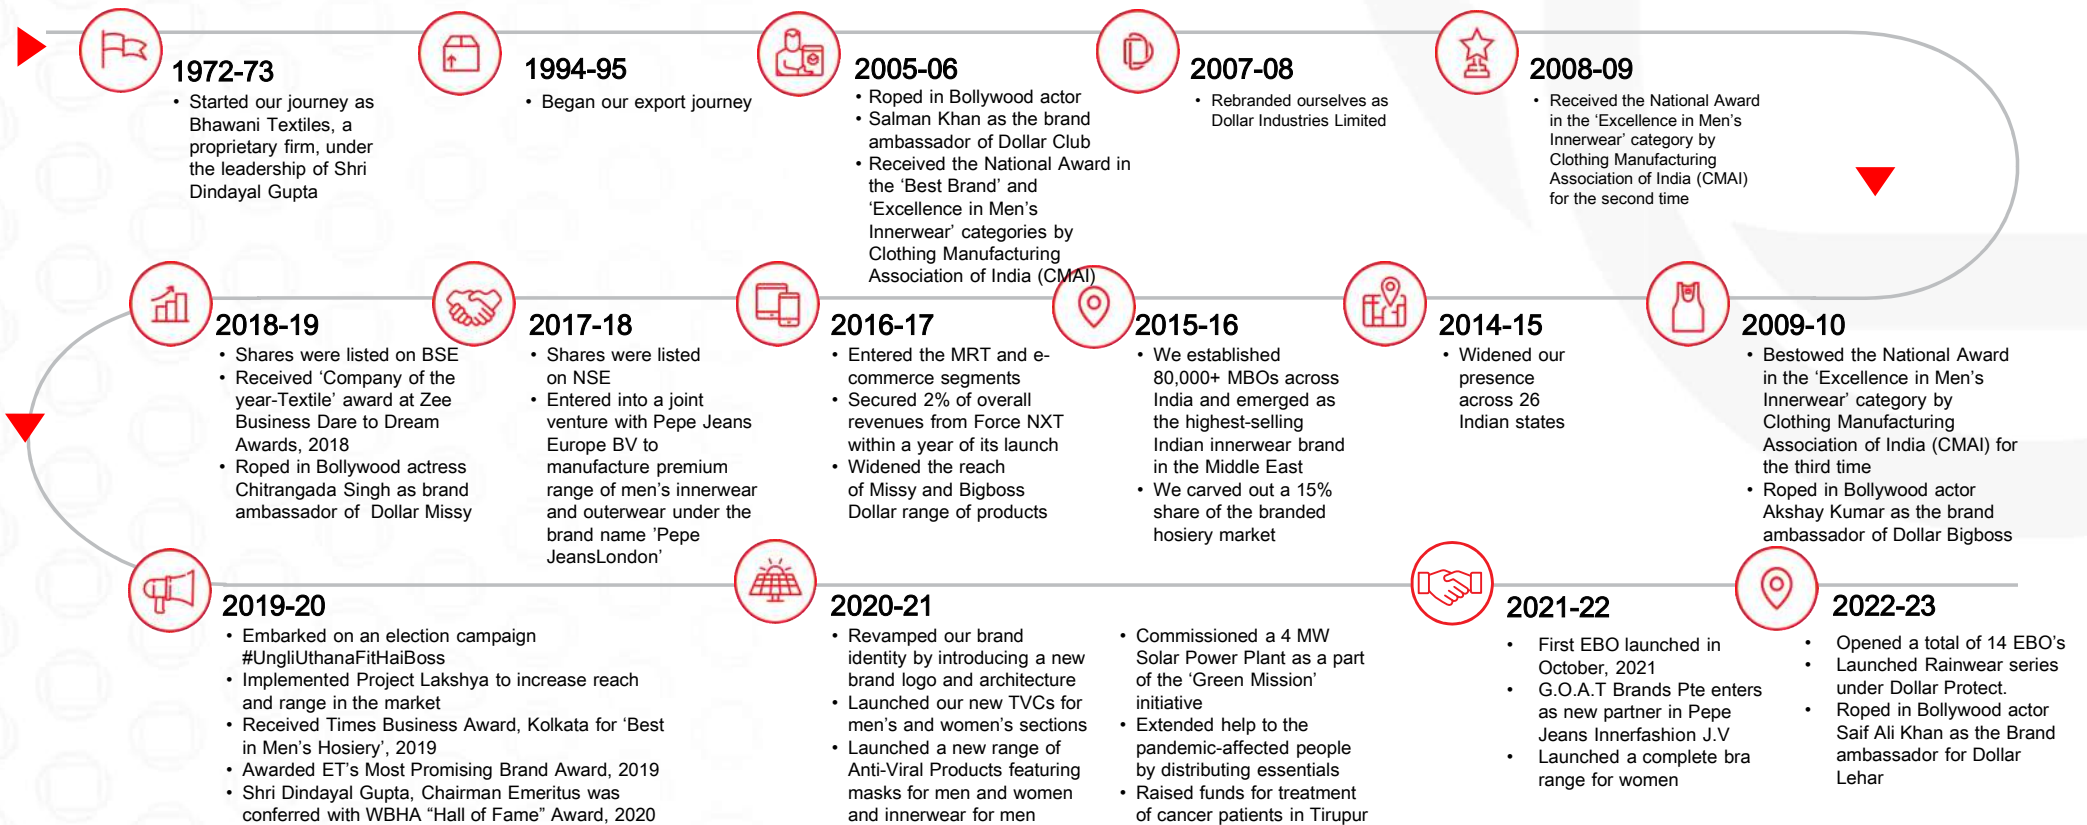 1972-73
• Started our journey as
Bhawani Textiles, a
proprietary firm, under
the leadership of Shri
Dindayal Gupta
1994-95
• Began our export journey
2005-06
• Roped in Bollywood actor
• Salman Khan as the brand
ambassador of Dollar Club
• Received the National Award in
the ‘Best Brand’ and
‘Excellence in Men’s
Innerwear’ categories by
Clothing Manufacturing
Association of India (CMAI)
2007-08
• Rebranded ourselves as
Dollar Industries Limited
2008-09
• Received the National Award
in the ‘Excellence in Men’s
Innerwear’ category by
Clothing Manufacturing
Association of India (CMAI)
for the second time
2018-19
• Shares were listed on BSE
• Received ‘Company of the
year-Textile’ award at Zee
Business Dare to Dream
Awards, 2018
• Roped in Bollywood actress
Chitrangada Singh as brand
ambassador of Dollar Missy
2017-18
• Shares were listed
on NSE
• Entered into a joint
venture with Pepe Jeans
Europe BV to
manufacture premium
range of men’s innerwear
and outerwear under the
brand name ’Pepe
JeansLondon’
2016-17
• Entered the MRT and e-
commerce segments
• Secured 2% of overall
revenues from Force NXT
within a year of its launch
• Widened the reach
of Missy and Bigboss
Dollar range of products
2015-16
• We established
80,000+ MBOs across
India and emerged as
the highest-selling
Indian innerwear brand
in the Middle East
• We carved out a 15%
share of the branded
hosiery market
2014-15
• Widened our
presence
across 26
Indian states
2009-10
• Bestowed the National Award
in the ‘Excellence in Men’s
Innerwear’ category by
Clothing Manufacturing
Association of India (CMAI) for
the third time
• Roped in Bollywood actor
Akshay Kumar as the brand
ambassador of Dollar Bigboss
2019-20
• Embarked on an election campaign
#UngliUthanaFitHaiBoss
• Implemented Project Lakshya to increase reach
and range in the market
• Received Times Business Award, Kolkata for ‘Best
in Men’s Hosiery’, 2019
• Awarded ET’s Most Promising Brand Award, 2019
• Shri Dindayal Gupta, Chairman Emeritus was
conferred with WBHA “Hall of Fame” Award, 2020
2020-21
• Revamped our brand
identity by introducing a new
brand logo and architecture
• Launched our new TVCs for
men’s and women’s sections
• Launched a new range of
Anti-Viral Products featuring
masks for men and women
and innerwear for men
• Commissioned a 4 MW
Solar Power Plant as a part
of the ‘Green Mission’
initiative
• Extended help to the
pandemic-affected people
by distributing essentials
• Raised funds for treatment
of cancer patients in Tirupur
2021-22
• First EBO launched in
October, 2021
• G.O.A.T Brands Pte enters
as new partner in Pepe
Jeans Innerfashion J.V
• Launched a complete bra
range for women
2022-23
• Opened a total of 14 EBO’s
• Launched Rainwear series
under Dollar Protect.
• Roped in Bollywood actor
Saif Ali Khan as the Brand
ambassador for Dollar
Lehar